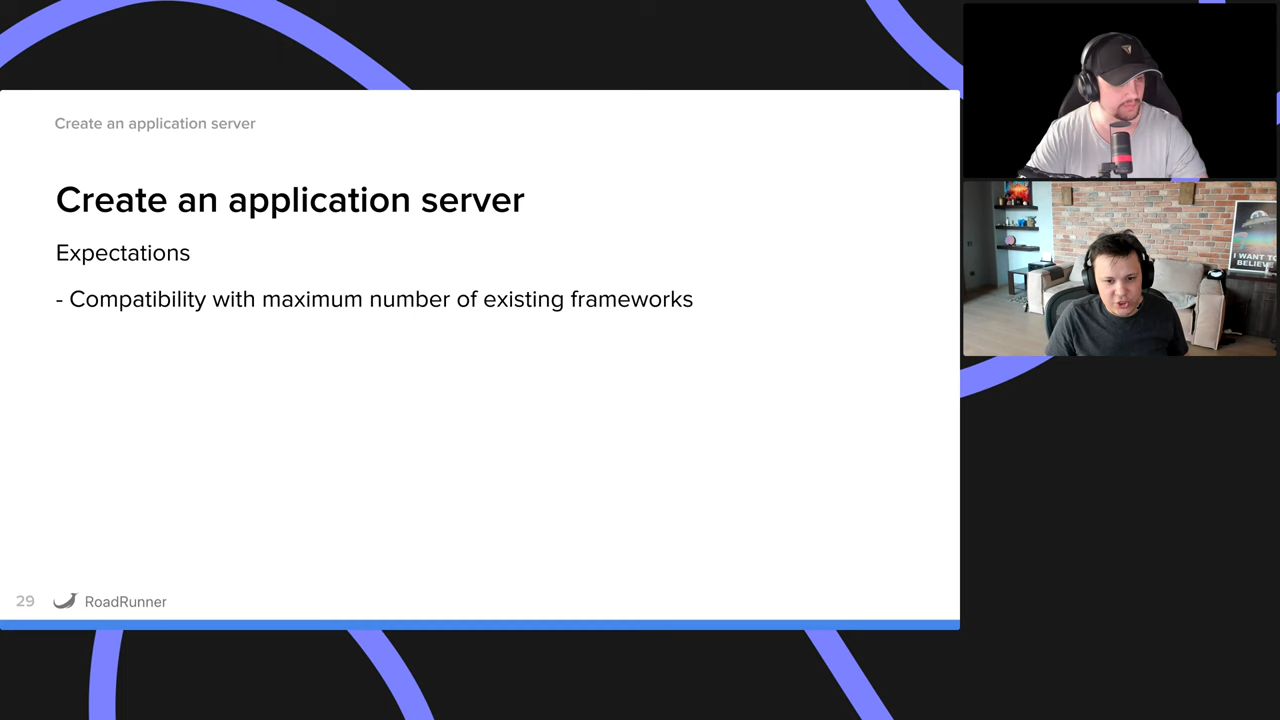 Create an application server
Create an application server
Expectations
- Compatibility with maximum number of existing frameworks
29
RoadRunner
I WANT TO
BELIEVE